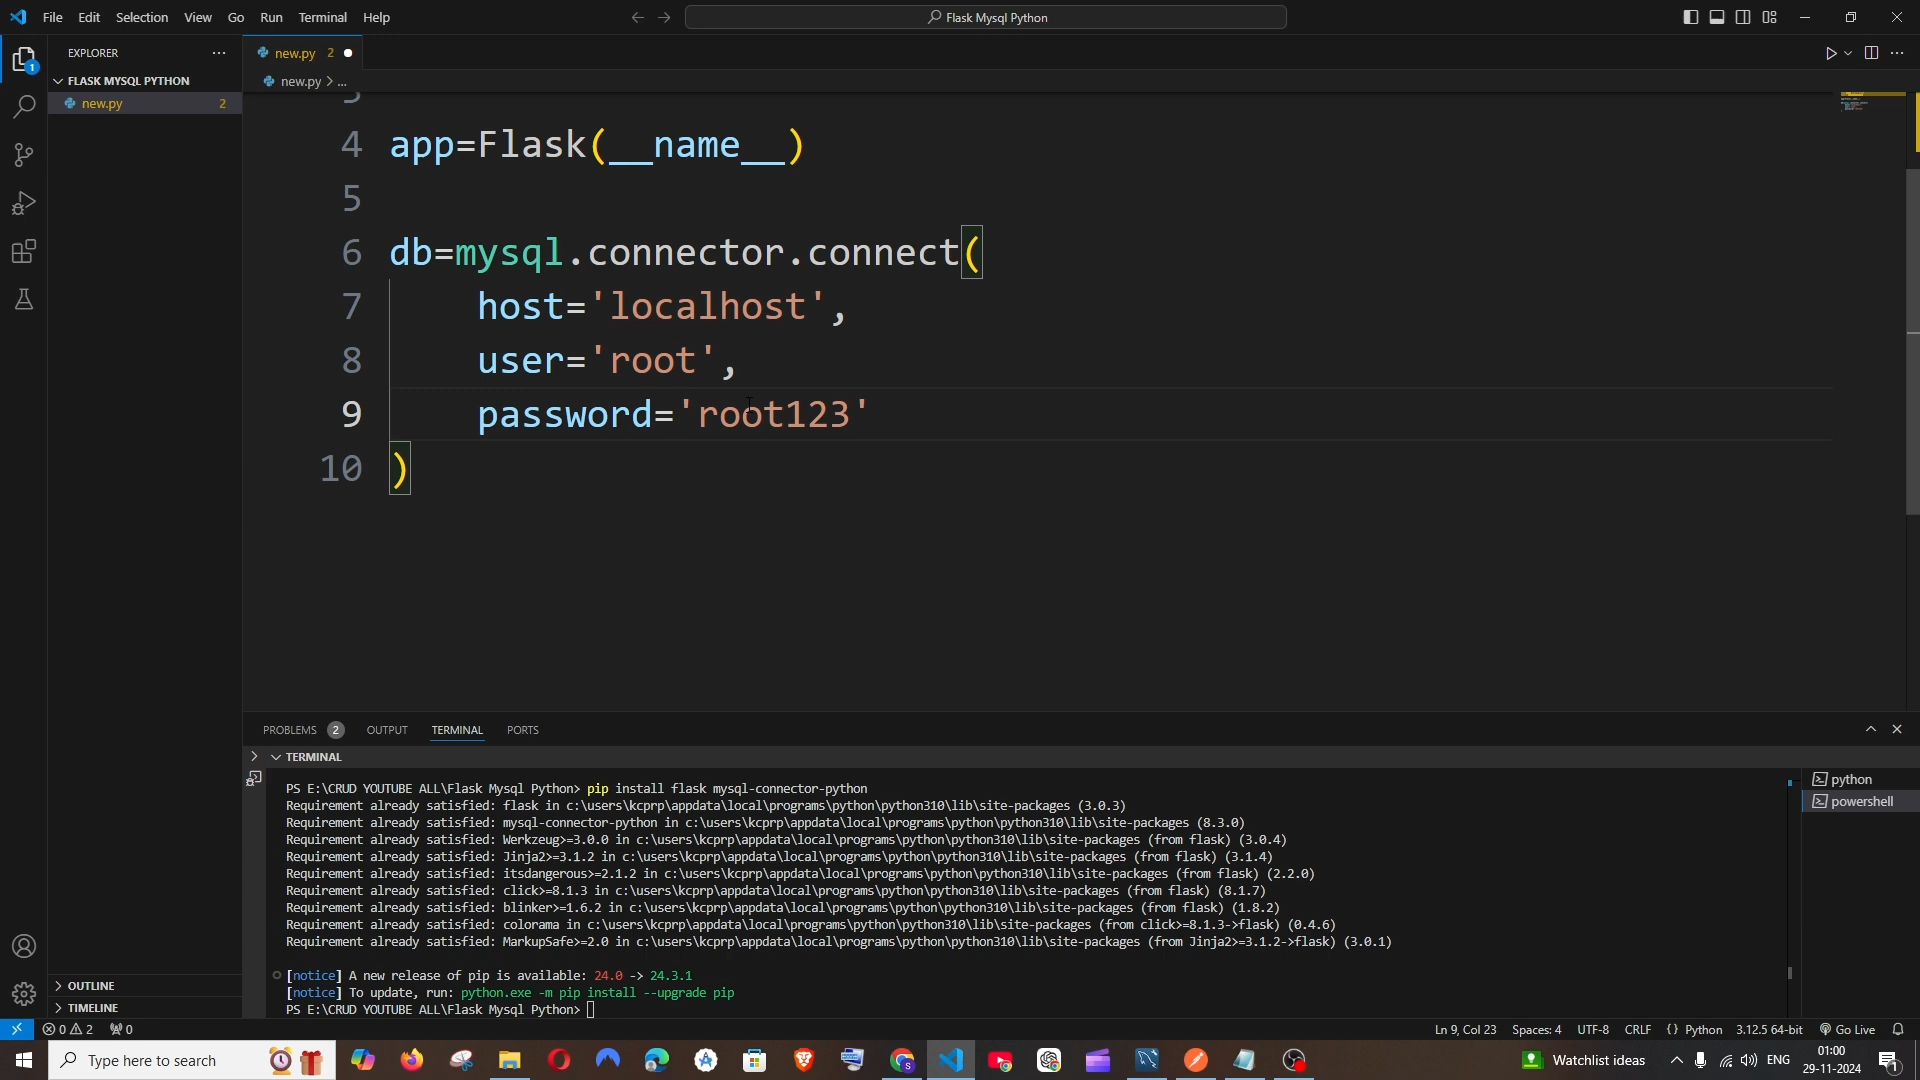 File Edit Selection View Go Run Terminal Help
Flask Mysql Python
EXPLORER
new.py 2
FLASK MYSQL PYTHON
new.py > ...
new.py 2
4 app=Flask(__name__)
5
6 db=mysql.connector.connect(
7 host='localhost',
8 user='root',
9 password='root123'
10 )
PROBLEMS 2 OUTPUT TERMINAL PORTS
TERMINAL
PS E:\CRUD YOUTUBE ALL\Flask Mysql Python> pip install flask mysql-connector-python
Requirement already satisfied: flask in c:\users\kcprp\appdata\local\programs\python\python310\lib\site-packages (3.0.3)
Requirement already satisfied: mysql-connector-python in c:\users\kcprp\appdata\local\programs\python\python310\lib\site-packages (8.3.0)
Requirement already satisfied: Werkzeug>=3.0.0 in c:\users\kcprp\appdata\local\programs\python\python310\lib\site-packages (from flask) (3.0.4)
Requirement already satisfied: Jinja2>=3.1.2 in c:\users\kcprp\appdata\local\programs\python\python310\lib\site-packages (from flask) (3.1.4)
Requirement already satisfied: itsdangerous>=2.1.2 in c:\users\kcprp\appdata\local\programs\python\python310\lib\site-packages (from flask) (2.2.0)
Requirement already satisfied: click>=8.1.3 in c:\users\kcprp\appdata\local\programs\python\python310\lib\site-packages (from flask) (8.1.7)
Requirement already satisfied: blinker>=1.6.2 in c:\users\kcprp\appdata\local\programs\python\python310\lib\site-packages (from flask) (1.8.2)
Requirement already satisfied: colorama in c:\users\kcprp\appdata\local\programs\python\python310\lib\site-packages (from click>=8.1.3->flask) (0.4.6)
Requirement already satisfied: MarkupSafe>=2.0 in c:\users\kcprp\appdata\local\programs\python\python310\lib\site-packages (from Jinja2>=3.1.2->flask) (3.0.1)
[notice] A new release of pip is available: 24.0 -> 24.3.1
[notice] To update, run: python.exe -m pip install --upgrade pip
PS E:\CRUD YOUTUBE ALL\Flask Mysql Python>
python
powershell
OUTLINE
TIMELINE
0 2 0
Ln 9, Col 23 Spaces: 4 UTF-8 CRLF {} Python 3.12.5 64-bit Go Live
Type here to search
Watchlist ideas
ENG
01:00
29-11-2024
1